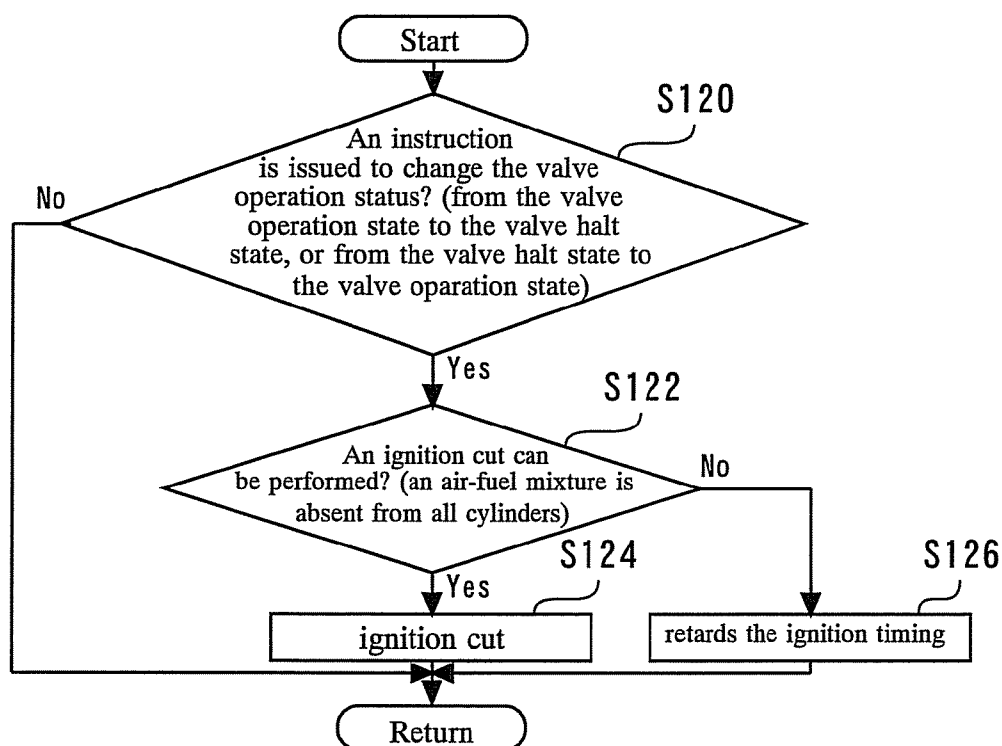 Start
S120
An instruction
is issued to change the valve
operation status? (from the valve
operation state to the valve halt
state, or from the valve halt state to
the valve oparation state)
No
Yes
S122
An ignition cut can
be performed? (an air-fuel mixture is
absent from all cylinders)
No
Yes
S124
S126
ignition cut
retards the ignition timing
Return